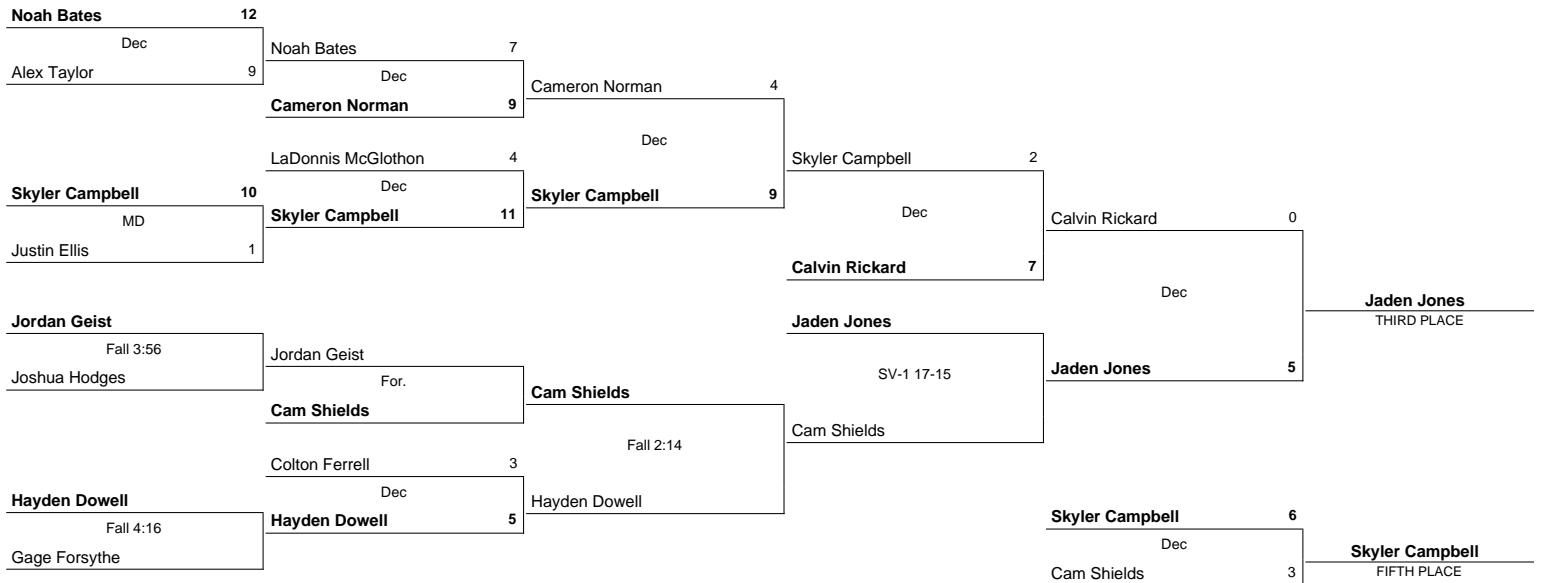 Noah Bates 12
Dec
Alex Taylor 9
Skyler Campbell 10
MD
Justin Ellis 1
Jordan Geist
Fall 3:56
Joshua Hodges
Hayden Dowell
Fall 4:16
Gage Forsythe
Noah Bates 7
Dec
Cameron Norman 9
LaDonnis McGlothon 4
Dec
Skyler Campbell 11
Jordan Geist
For.
Cam Shields
Colton Ferrell 3
Dec
Hayden Dowell 5
Cameron Norman 4
Dec
Skyler Campbell 9
Cam Shields
Fall 2:14
Hayden Dowell
Skyler Campbell 2
Dec
Calvin Rickard 7
Jaden Jones
SV-1 17-15
Cam Shields
Calvin Rickard 0
Dec
Jaden Jones 5
Jaden Jones
THIRD PLACE
Skyler Campbell 6
Dec
Cam Shields 3
Skyler Campbell
FIFTH PLACE